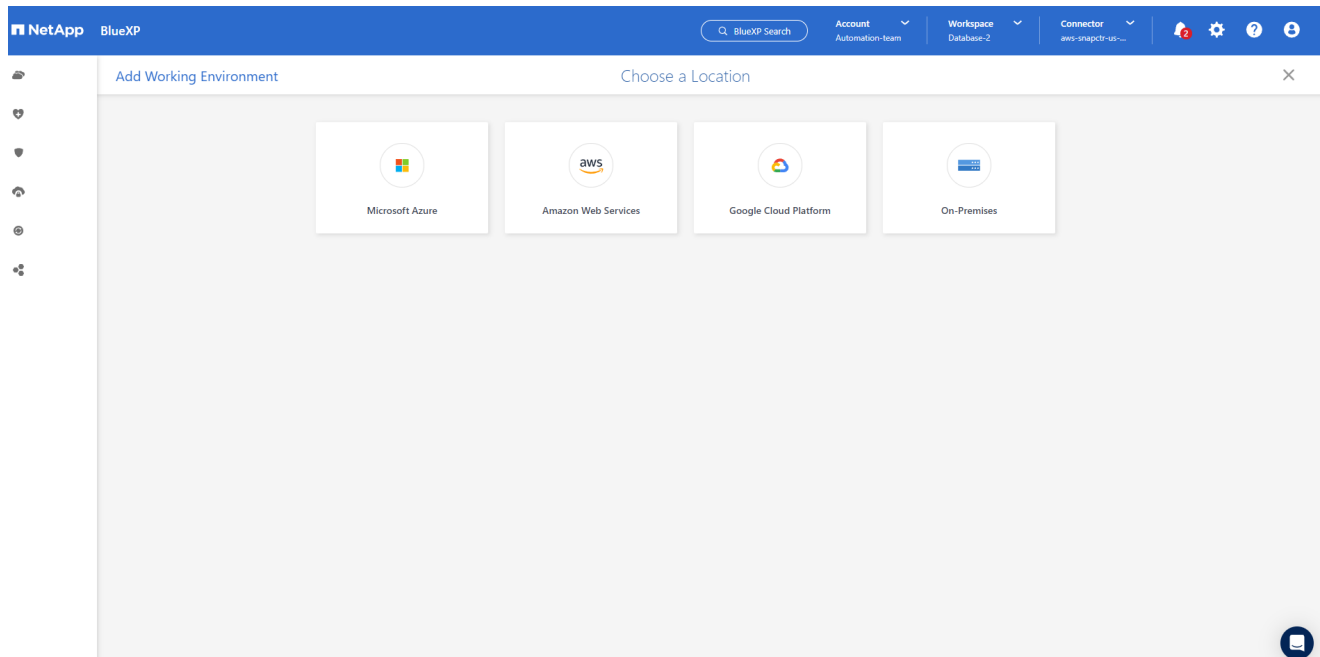 NetApp BlueXP
BlueXP Search
Account
Automation-team
Workspace
Database-2
Connector
aws-snapctr-us-...
2
Add Working Environment
Choose a Location
aws
Microsoft Azure
Amazon Web Services
Google Cloud Platform
On-Premises